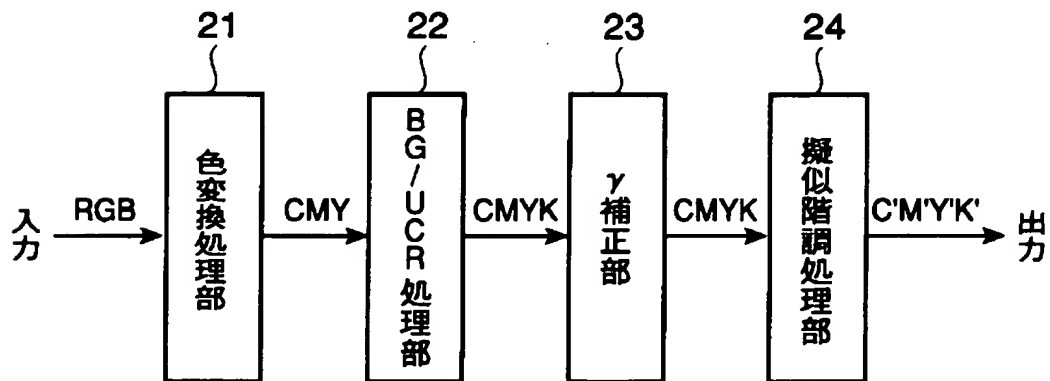 21
22
23
24
入力
RGB
色変換処理部
CMY
BG/UCR処理部
CMYK
γ補正部
CMYK
擬似階調処理部
C'M'Y'K'
出力